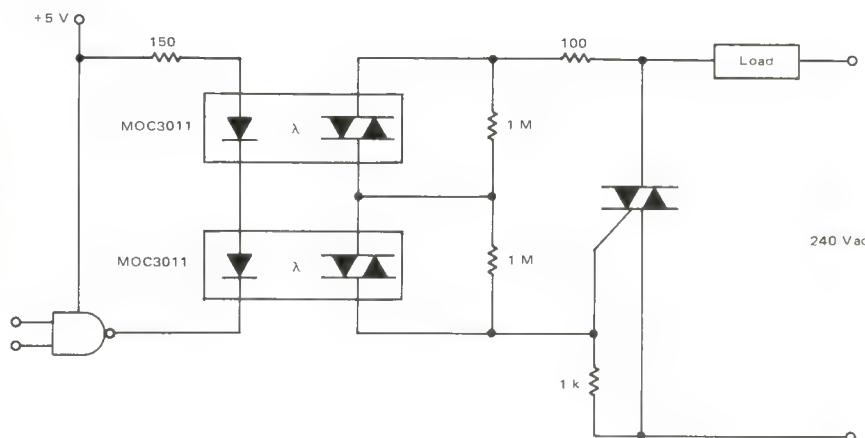 +5 V
150
100
Load
MOC3011
λ
1 M
MOC3011
λ
1 M
240 Vac
1 k